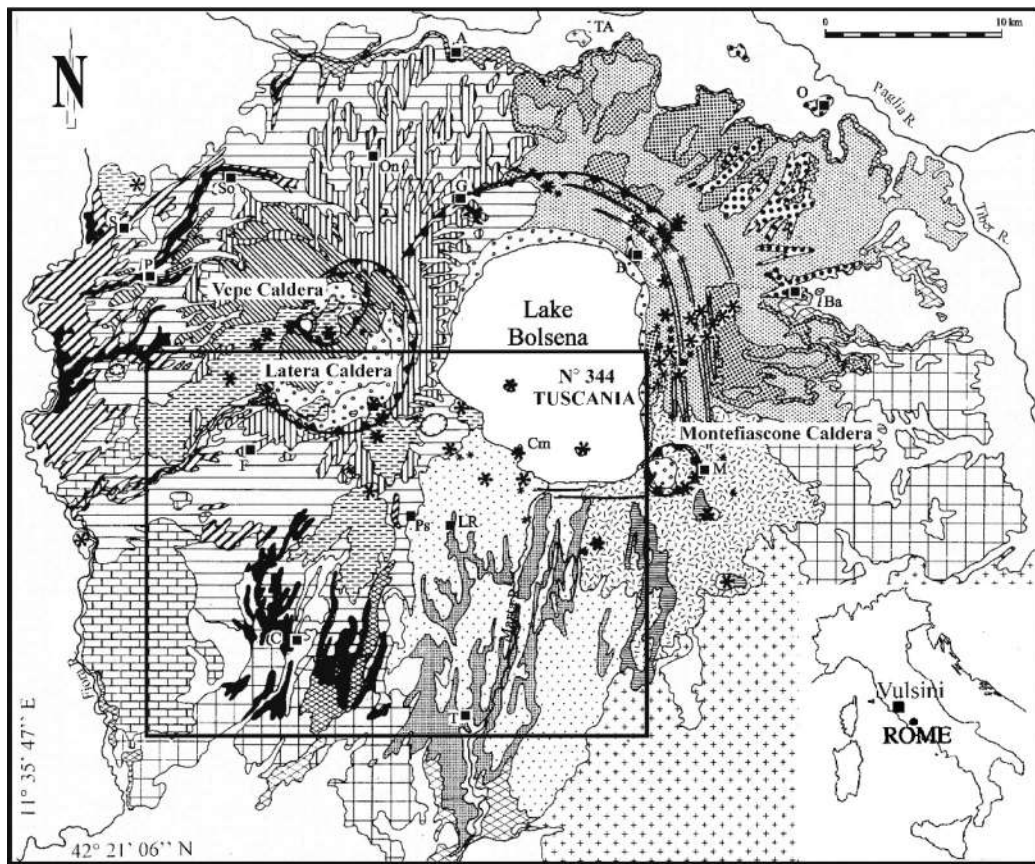 0 10 km
TA
A
N
O
Paglia R.
On
So
G
S
Tiber R.
B
P
Vepe Caldera
Ba
Lake
Bolsena
Latera Caldera
N° 344
TUSCANIA
Montefiascone Caldera
Cm
F
M
Ps
LR
C
Vulsini
ROME
T
11° 35' 47'' E
42° 21' 06'' N